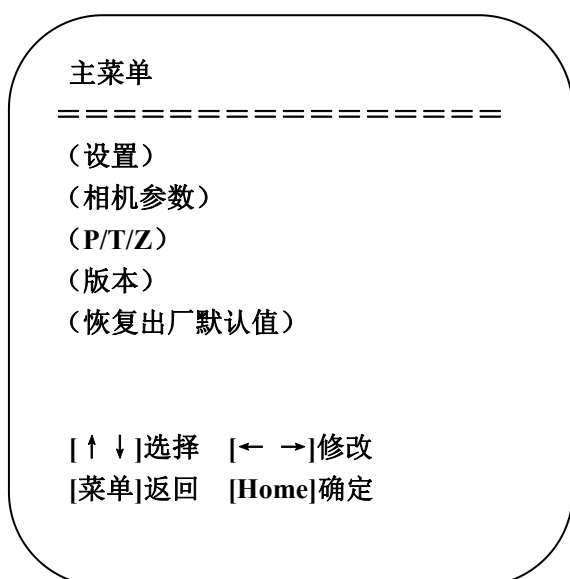 主菜单
================
（设置）
（相机参数）
（P/T/Z）
（版本）
（恢复出厂默认值）
[↑↓]选择 [← →]修改
[菜单]返回 [Home]确定